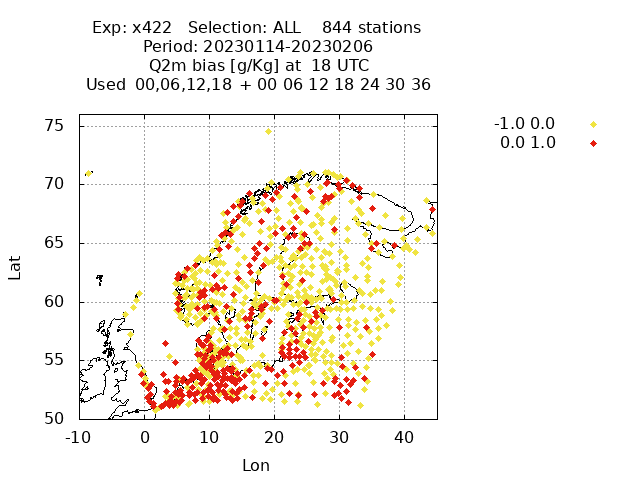 Exp: x422 Selection: ALL 844 stations
Period: 20230114-20230206
Q2m bias [g/Kg] at 18 UTC
Used 00,06,12,18 + 00 06 12 18 24 30 36
-1.0 0.0
0.0 1.0
75
70
65
60
55
50
Lat
-10 0 10 20 30 40
Lon